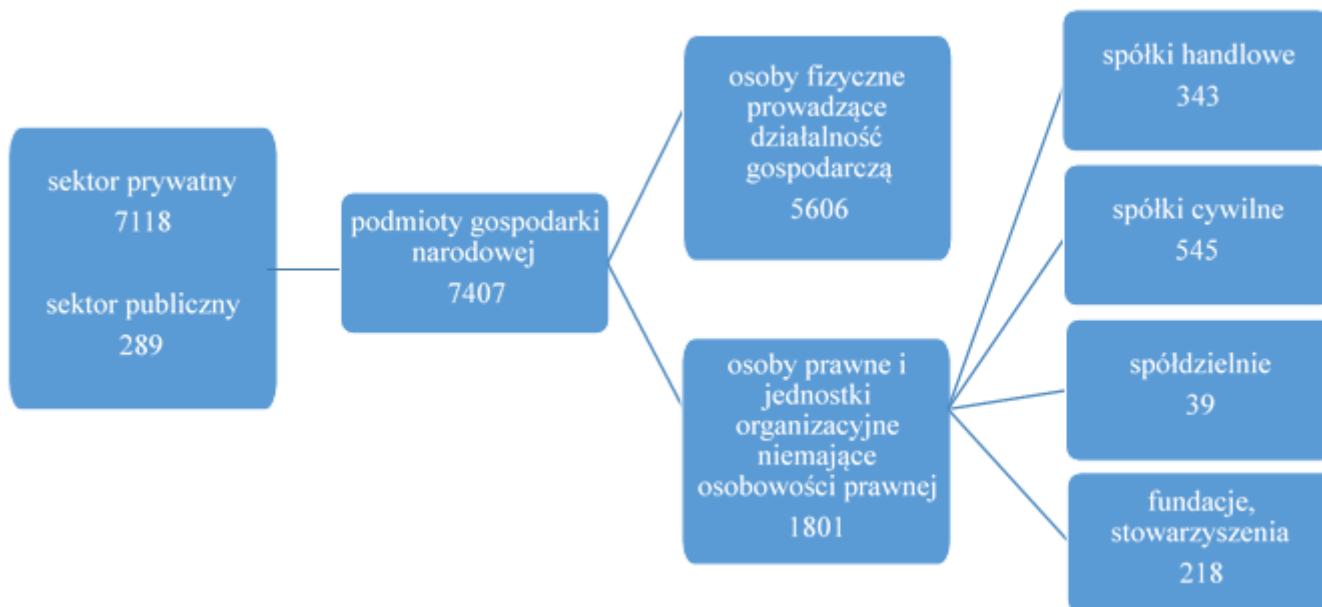 sektor prywatny
7118
sektor publiczny
289
podmioty gospodarki
narodowej
7407
osoby fizyczne
prowadzące
działalność
gospodarczą
5606
osoby prawne i
jednostki
organizacyjne
niemające
osobowości prawnej
1801
spółki handlowe
343
spółki cywilne
545
spółdzielnie
39
fundacje,
stowarzyszenia
218